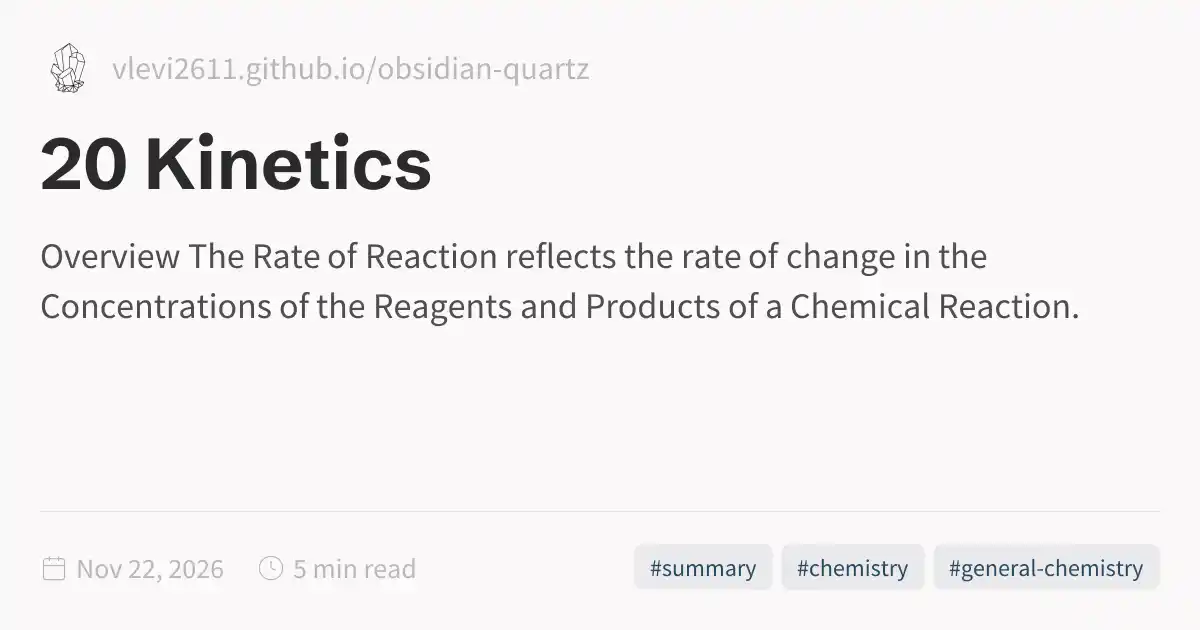 vlevi2611.github.io/obsidian-quartz
20 Kinetics
Overview The Rate of Reaction reflects the rate of change in the
Concentrations of the Reagents and Products of a Chemical Reaction.
Nov 22, 2026 5 min read #summary #chemistry #general-chemistry